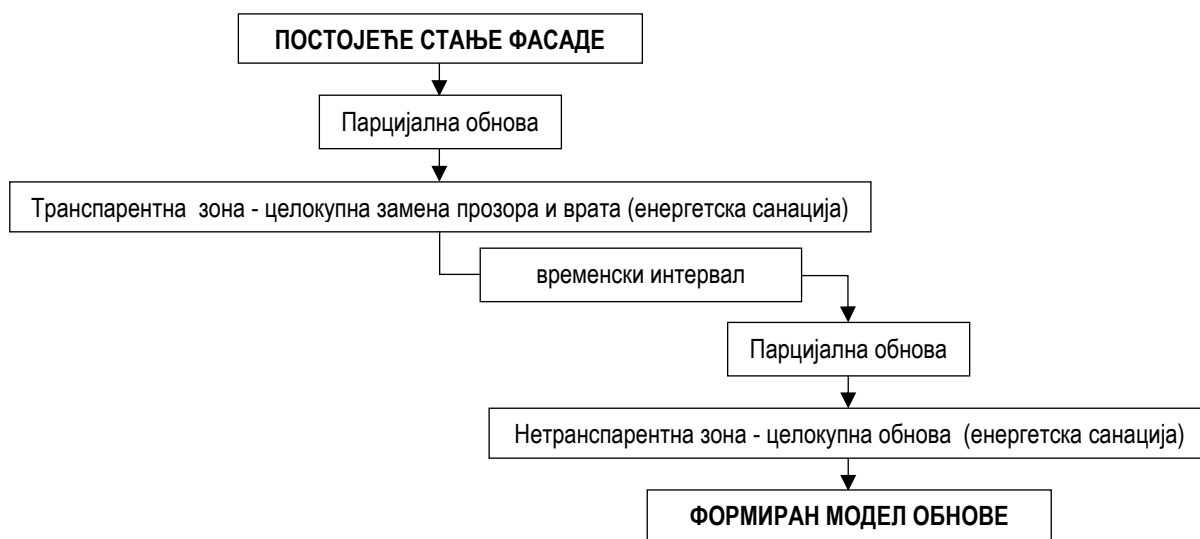 ПОСТОЈЕЋЕ СТАЊЕ ФАСАДЕ
Парцијална обнова
Транспарентна зона - целокупна замена прозора и врата (енергетска санација)
временски интервал
Парцијална обнова
Нетранспарентна зона - целокупна обнова (енергетска санација)
ФОРМИРАН МОДЕЛ ОБНОВЕ